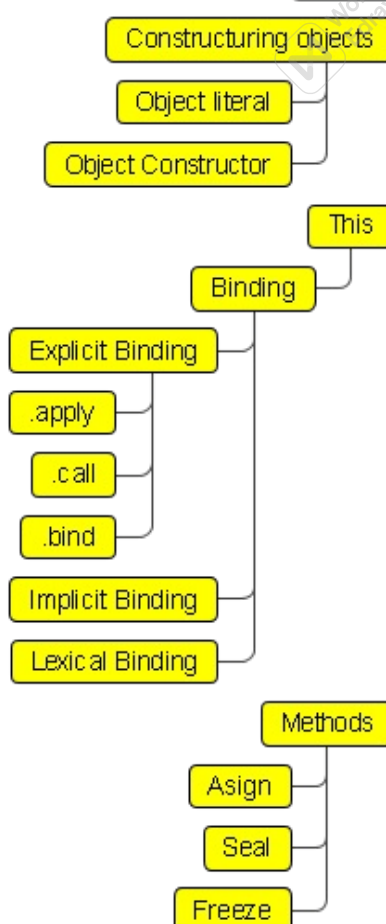 Constructuring objects
Object literal
Object Constructor
This
Binding
Explicit Binding
.apply
.call
.bind
Implicit Binding
Lexical Binding
Methods
Asign
Seal
Freeze